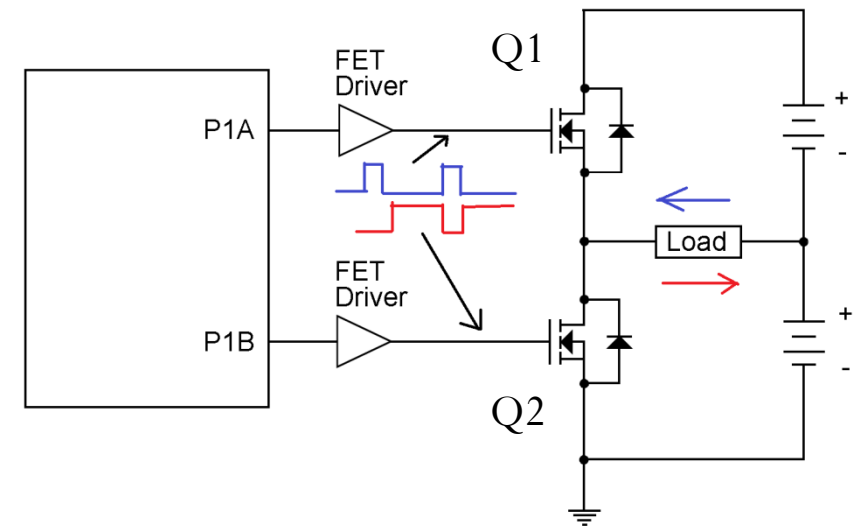 Q1
FET
Driver
P1A
+
-
Load
FET
Driver
P1B
+
-
Q2